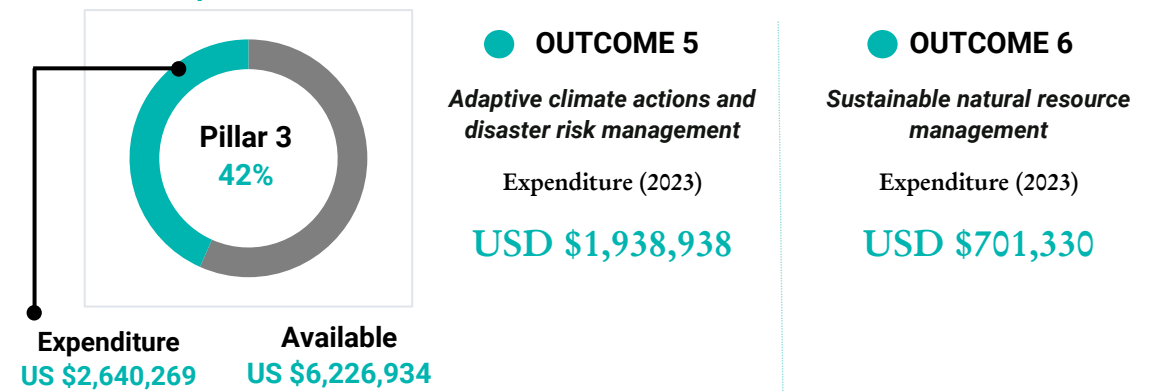 Pillar 3
42%
Expenditure
US $2,640,269
Available
US $6,226,934
OUTCOME 5
Adaptive climate actions and
disaster risk management
Expenditure (2023)
USD $1,938,938
OUTCOME 6
Sustainable natural resource
management
Expenditure (2023)
USD $701,330